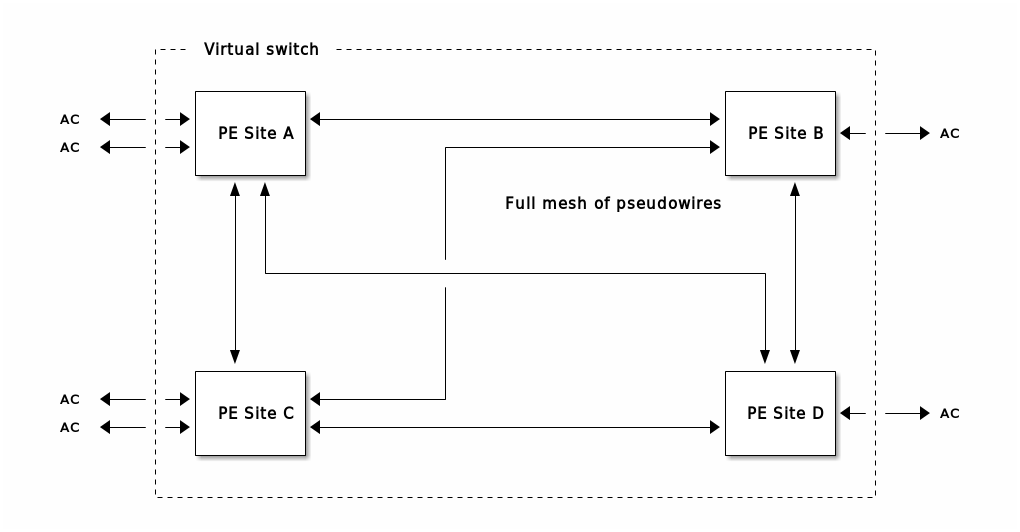 Virtual switch
AC
PE Site A
PE Site B
AC
AC
Full mesh of pseudowires
AC
PE Site C
PE Site D
AC
AC